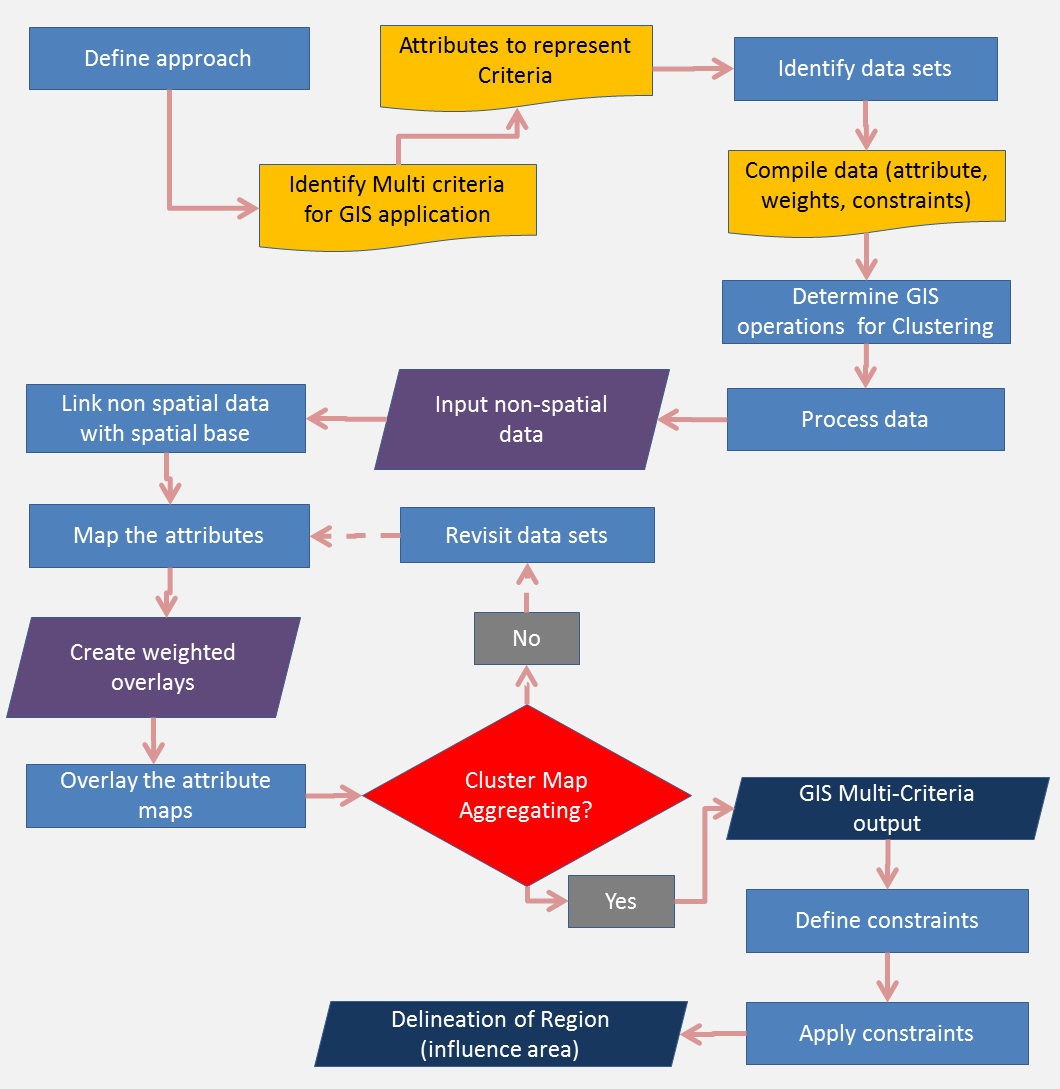 Define approach
Attributes to represent
Criteria
Identify data sets
Identify Multi criteria
for GIS application
Compile data (attribute,
weights, constraints)
Determine GIS
operations  for Clustering
Process data
Input non-spatial
data
Link non spatial data
with spatial base
Map the attributes
Revisit data sets
No
Create weighted
overlays
Overlay the attribute
maps
Cluster Map
Aggregating?
Yes
GIS Multi-Criteria
output
Define constraints
Apply constraints
Delineation of Region
(influence area)